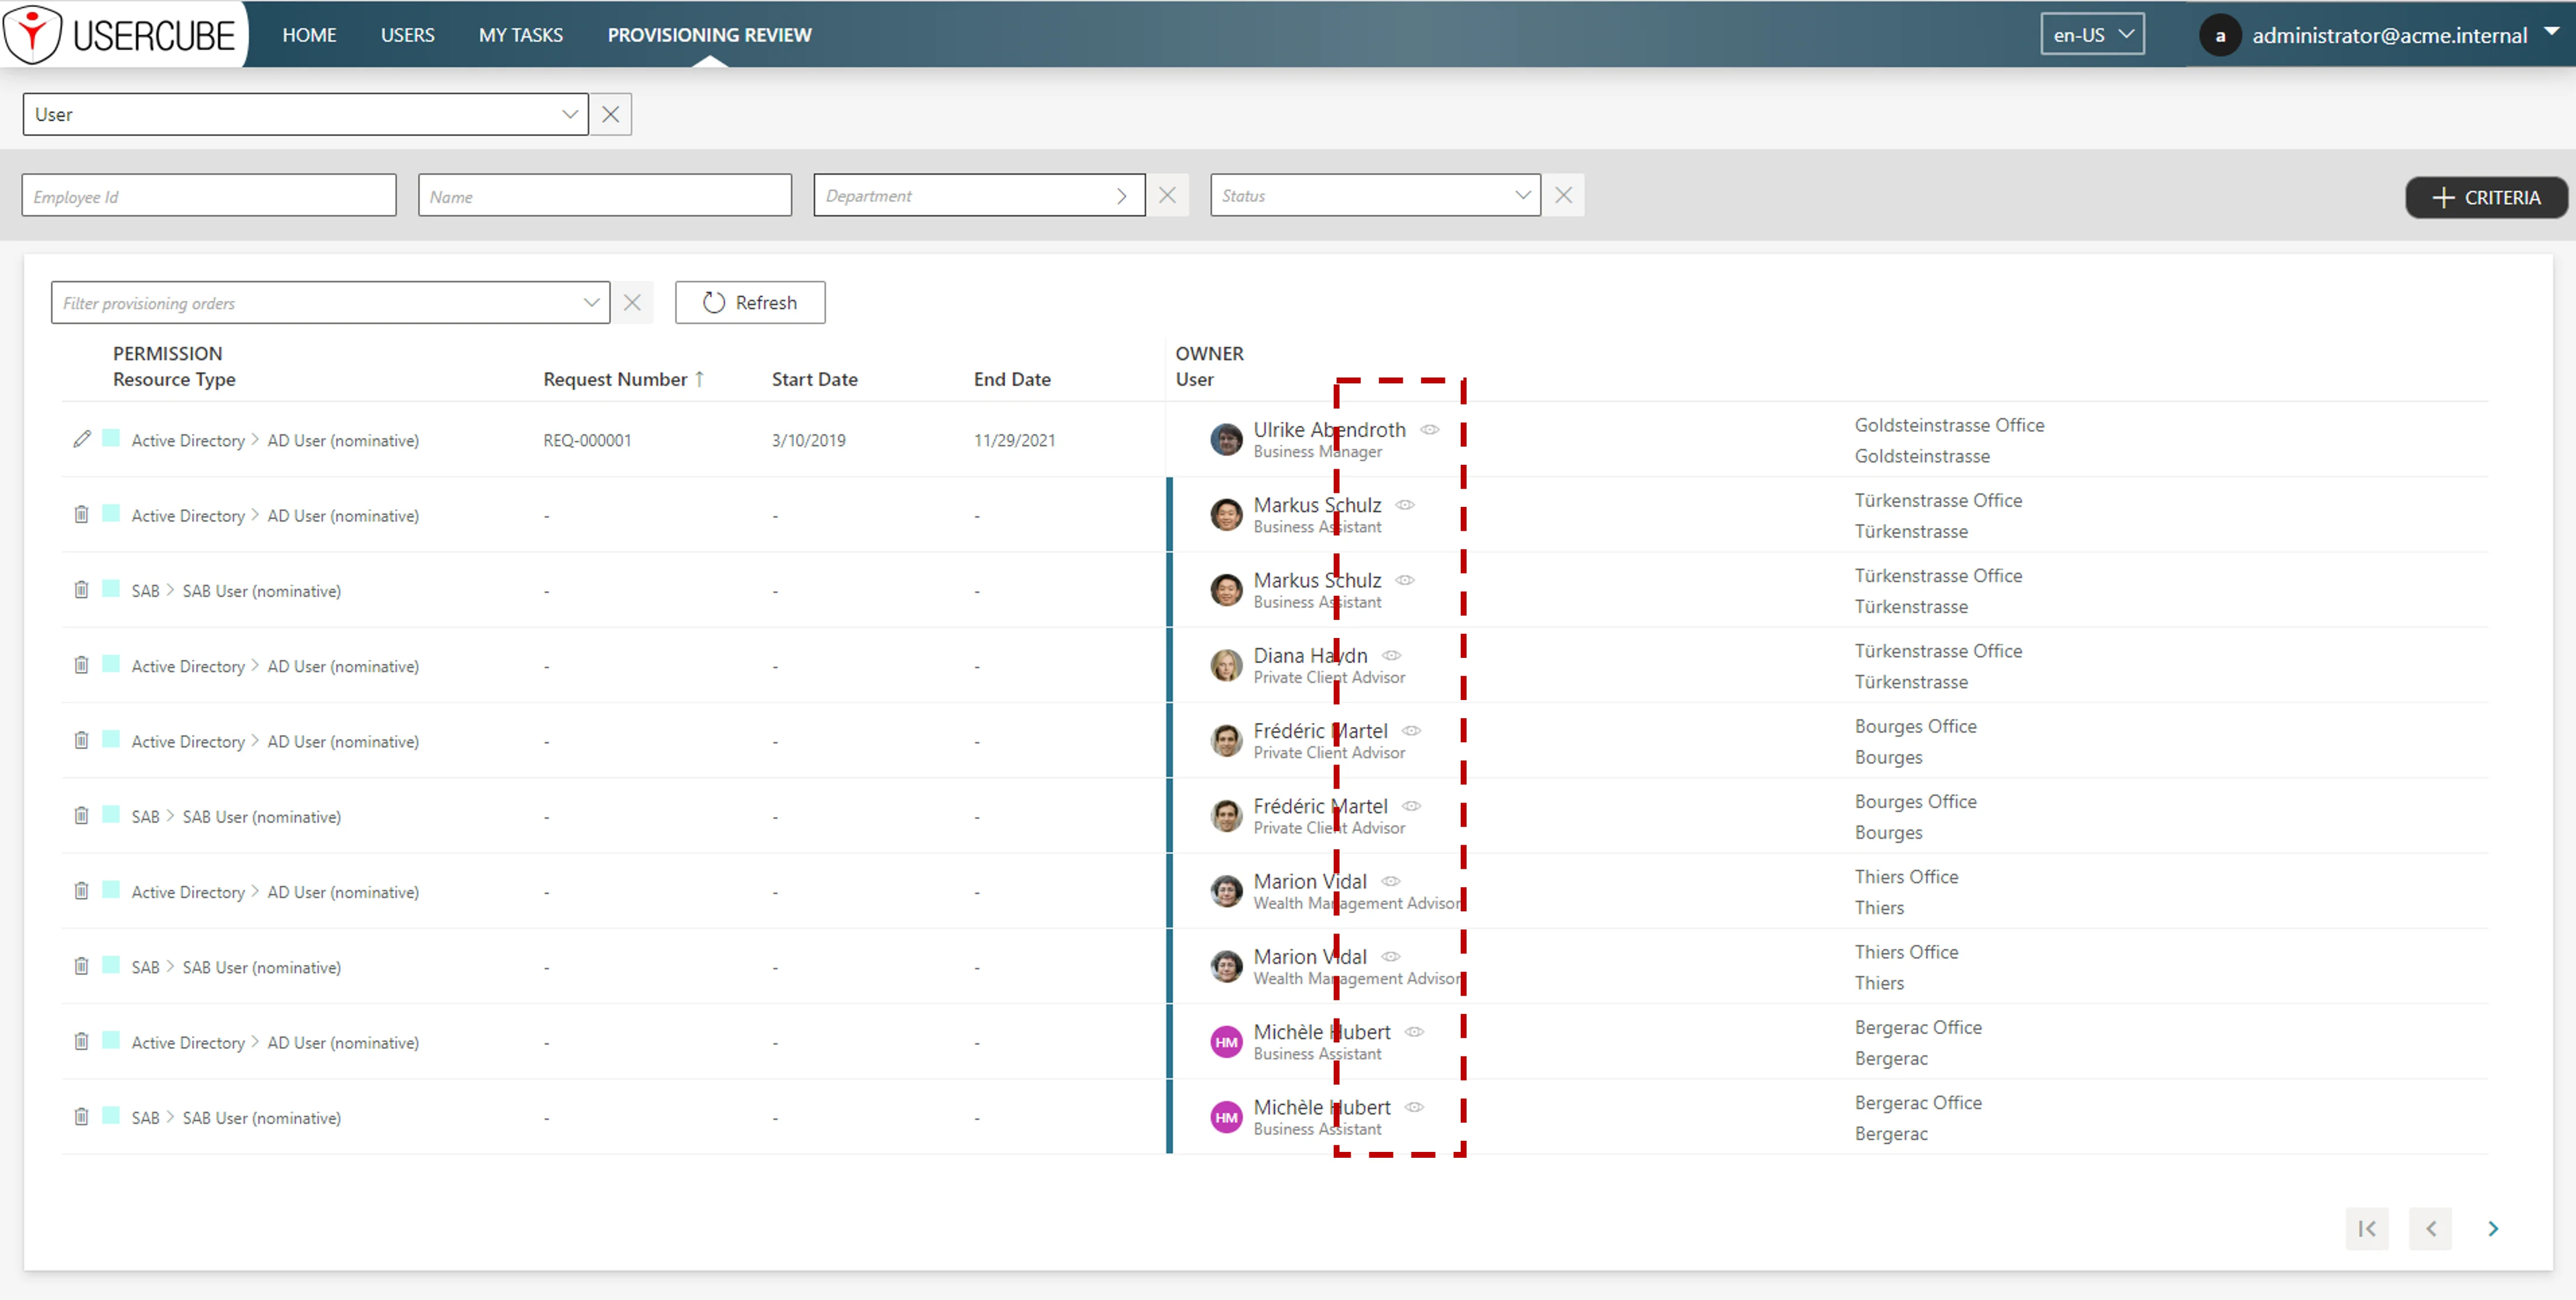 USERCUBE HOME USERS MY TASKS PROVISIONING REVIEW en-US a administrator@acme.internal
User
Employee Id Name Department Status CRITERIA
Filter provisioning orders Refresh
PERMISSION OWNER
Resource Type Request Number Start Date End Date User
Active Directory > AD User (nominative) REQ-000001 3/10/2019 11/29/2021 Ulrike Abendroth Goldsteinstrasse Office
Business Manager Goldsteinstrasse
Active Directory > AD User (nominative) - - - Markus Schulz Türkenstrasse Office
Business Assistant Türkenstrasse
SAB > SAB User (nominative) - - - Markus Schulz Türkenstrasse Office
Business Assistant Türkenstrasse
Active Directory > AD User (nominative) - - - Diana Haydn Türkenstrasse Office
Private Client Advisor Türkenstrasse
Active Directory > AD User (nominative) - - - Frédéric Martel Bourges Office
Private Client Advisor Bourges
SAB > SAB User (nominative) - - - Frédéric Martel Bourges Office
Private Client Advisor Bourges
Active Directory > AD User (nominative) - - - Marion Vidal Thiers Office
Wealth Management Advisor Thiers
SAB > SAB User (nominative) - - - Marion Vidal Thiers Office
Wealth Management Advisor Thiers
Active Directory > AD User (nominative) - - - HM Michèle Hubert Bergerac Office
Business Assistant Bergerac
SAB > SAB User (nominative) - - - HM Michèle Hubert Bergerac Office
Business Assistant Bergerac